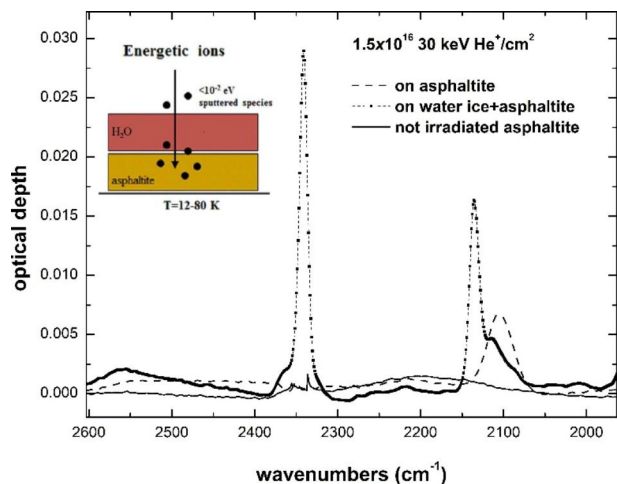 0.030
0.025
0.020
0.015
0.010
0.005
0.000
optical depth
Energetic ions
<10⁻² eV
sputtered species
H₂O
asphaltite
T=12-80 K
1.5x10¹⁶ 30 keV He⁺/cm²
on asphaltite
on water ice+asphaltite
not irradiated asphaltite
2600 2500 2400 2300 2200 2100 2000
wavenumbers (cm⁻¹)